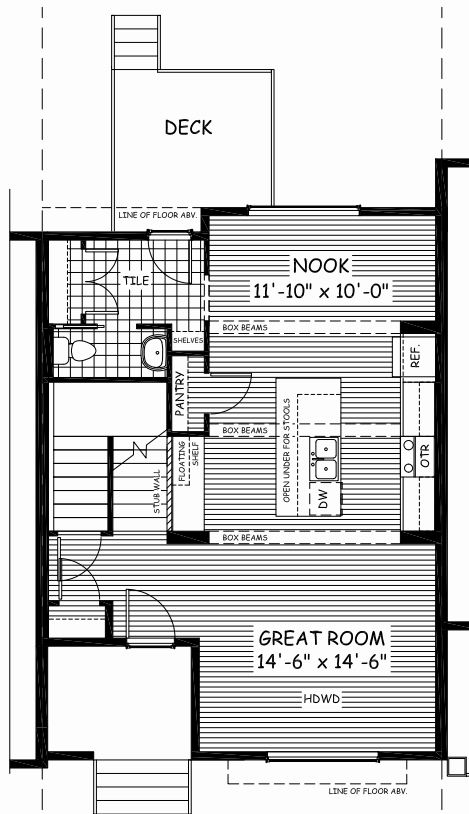 DECK
LINE OF FLOOR ABV.
NOOK
11'-10" x 10'-0"
TILE
BOX BEAMS
SHELVES
REF.
PANTRY
OPEN UNDER FOR STOOLS
BOX BEAMS
FLOATING
SHELF
STUB WALL
OTR
DW
BOX BEAMS
GREAT ROOM
14'-6" x 14'-6"
HDWD
LINE OF FLOOR ABV.